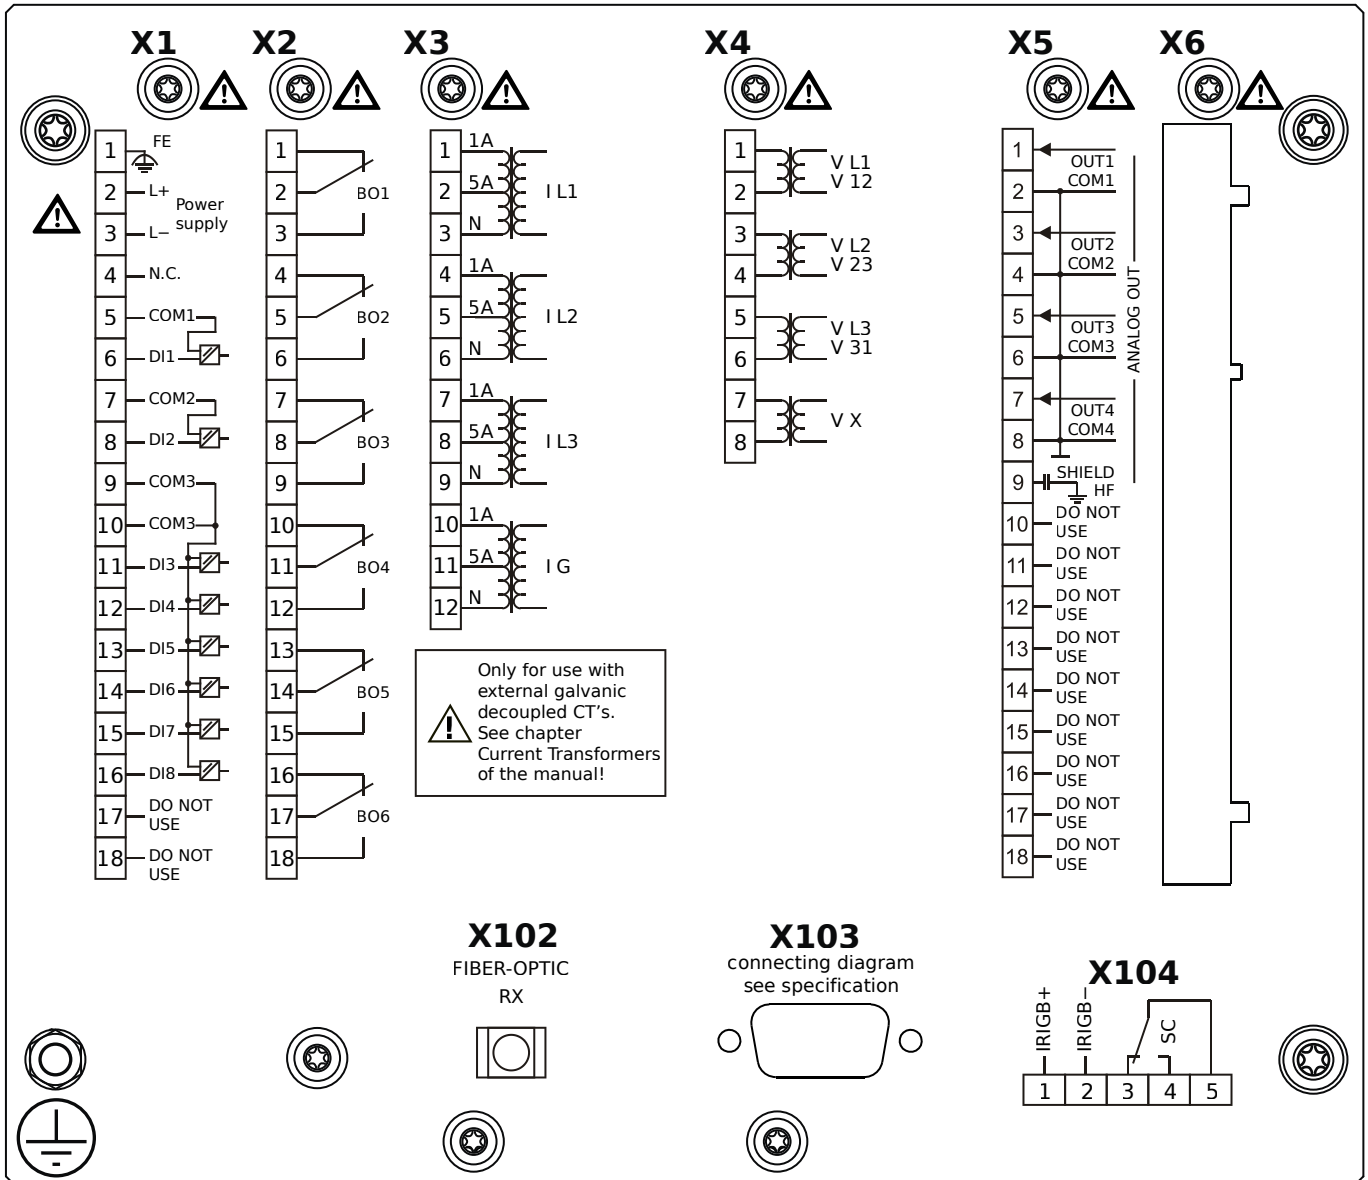 X1
X2
X3
X4
X5
X6
1 FE
2 L+
Power
supply
3 L−
4 N.C.
5 COM1
6 DI1
7 COM2
8 DI2
9 COM3
10 COM3
11 DI3
12 DI4
13 DI5
14 DI6
15 DI7
16 DI8
17 DO NOT
USE
18 DO NOT
USE
1
2 BO1
3
4
5 BO2
6
7
8 BO3
9
10
11 BO4
12
13
14 BO5
15
16
17 BO6
18
1 1A
2 5A I L1
3 N
4 1A
5 5A I L2
6 N
7 1A
8 5A I L3
9 N
10 1A
11 5A I G
12 N
Only for use with
external galvanic
decoupled CT's.
See chapter
Current Transformers
of the manual!
1 V L1
2 V 12
3 V L2
4 V 23
5 V L3
6 V 31
7 V X
8
1 OUT1
2 COM1
3 OUT2
4 COM2
5 OUT3
6 COM3
7 OUT4
8 COM4
ANALOG OUT
9 SHIELD
HF
10 DO NOT
USE
11 DO NOT
USE
12 DO NOT
USE
13 DO NOT
USE
14 DO NOT
USE
15 DO NOT
USE
16 DO NOT
USE
17 DO NOT
USE
18 DO NOT
USE
X102
FIBER-OPTIC
RX
X103
connecting diagram
see specification
X104
IRIGB+
IRIGB−
SC
1 2 3 4 5